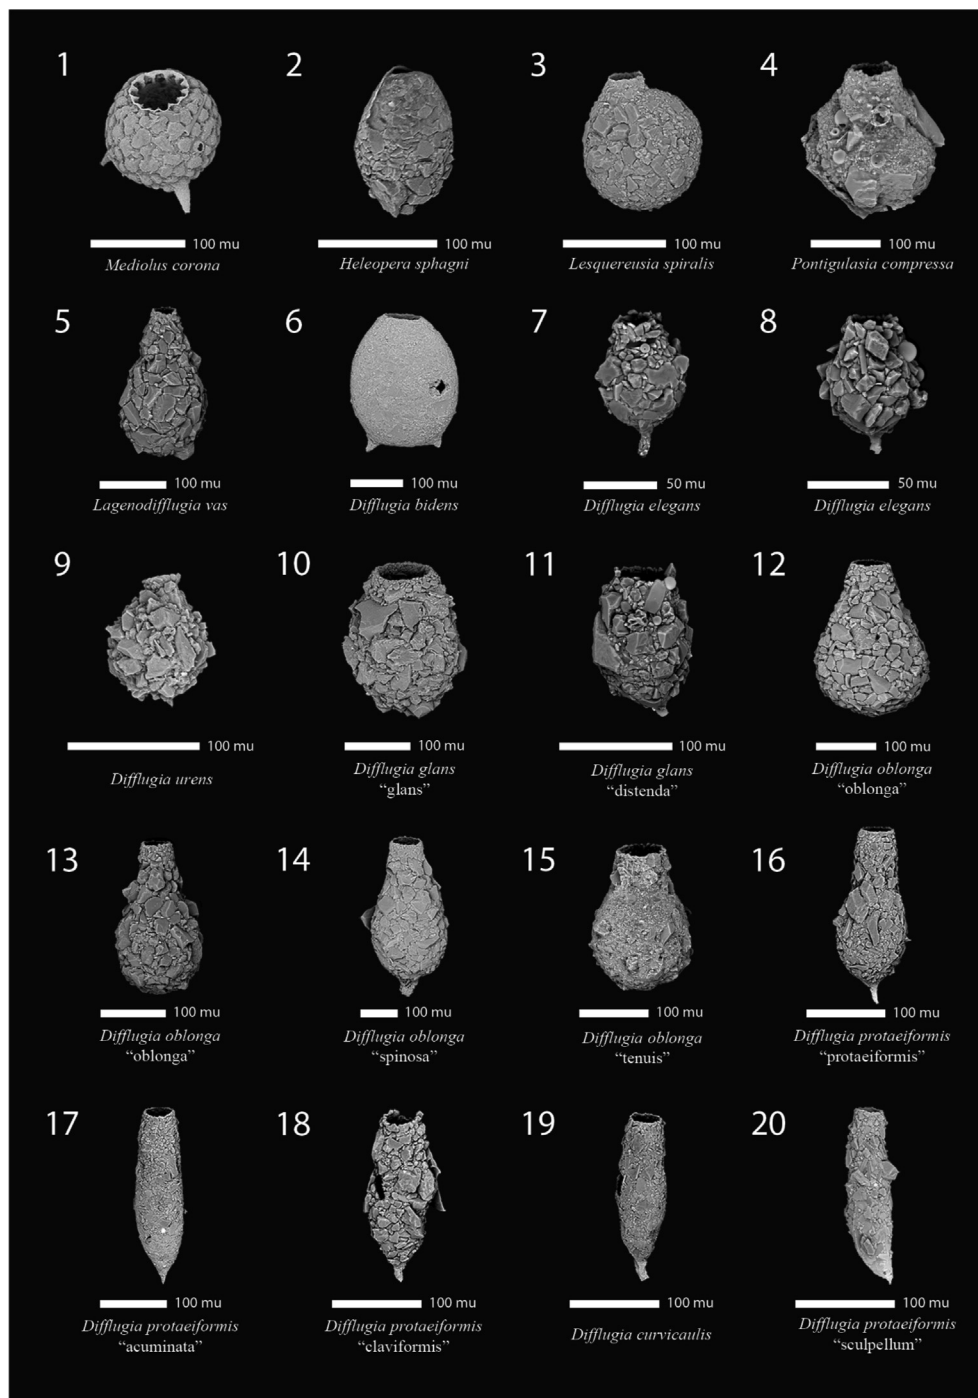 1
2
3
4
100 mu
100 mu
100 mu
100 mu
Mediolus corona
Heleopera sphagni
Lesquereusia spiralis
Pontigulasia compressa
5
6
7
8
100 mu
100 mu
50 mu
50 mu
Lagenodifflugia vas
Difflugia bidens
Difflugia elegans
Difflugia elegans
9
10
11
12
100 mu
100 mu
100 mu
100 mu
Difflugia urens
Difflugia glans
"glans"
Difflugia glans
"distenda"
Difflugia oblonga
"oblonga"
13
14
15
16
100 mu
100 mu
100 mu
100 mu
Difflugia oblonga
"oblonga"
Difflugia oblonga
"spinosa"
Difflugia oblonga
"tenuis"
Difflugia protaeiformis
"protaeiformis"
17
18
19
20
100 mu
100 mu
100 mu
100 mu
Difflugia protaeiformis
"acuminata"
Difflugia protaeiformis
"claviformis"
Difflugia curvicaulis
Difflugia protaeiformis
"sculpellum"